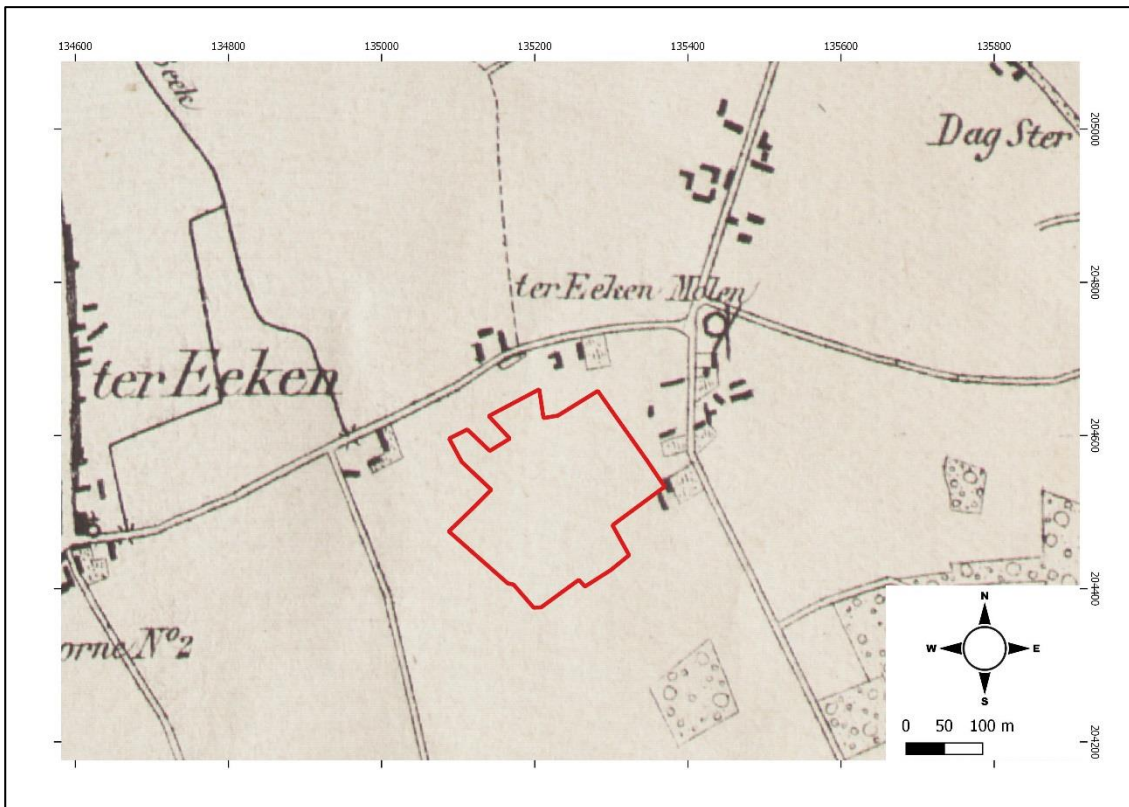 134600 134800 135000 135200 135400 135600 135800
205000
204800
204600
204400
204200
Beek
Dag Ster
ter Eeken Molen
ter Eeken
orne Nº2
N
W E
S
0 50 100 m